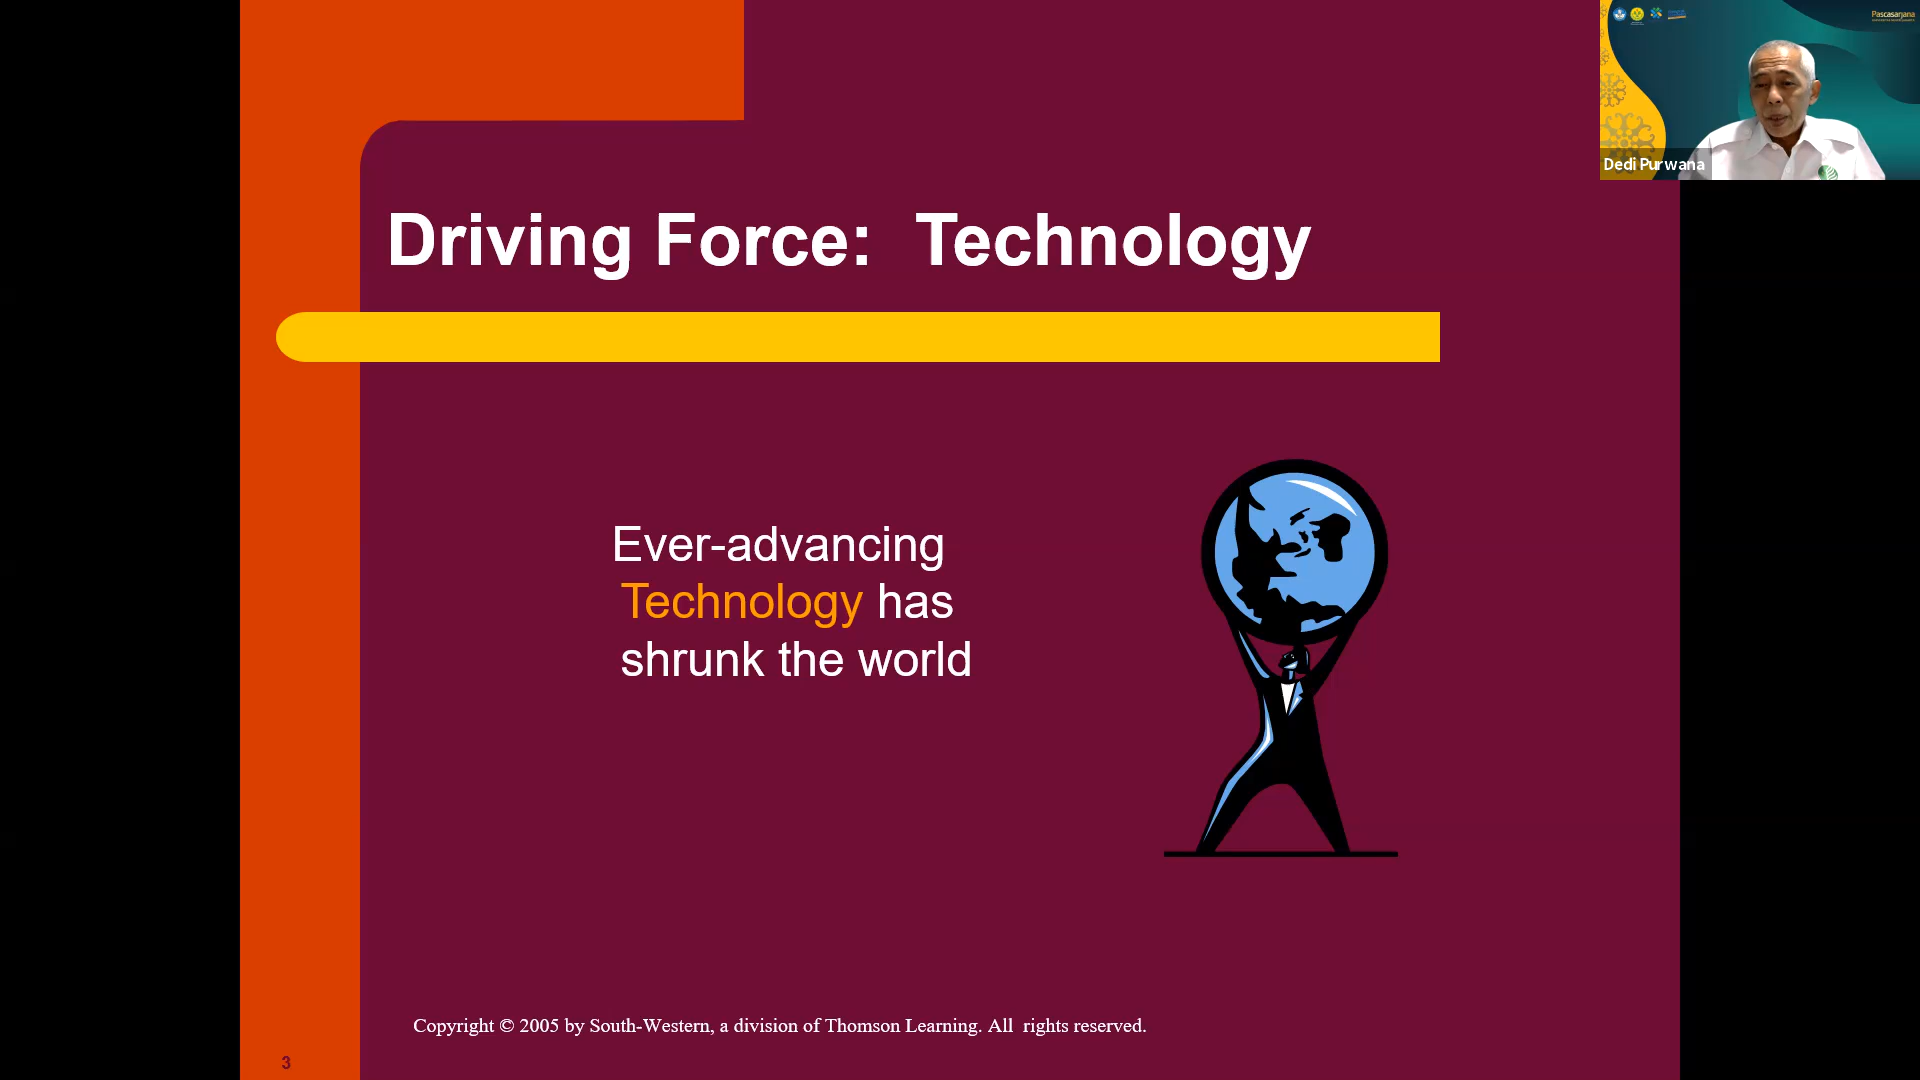 Pascasarjana
Dedi Purwana
Driving Force: Technology
Ever-advancing
Technology has
shrunk the world
Copyright © 2005 by South-Western, a division of Thomson Learning. All rights reserved.
3